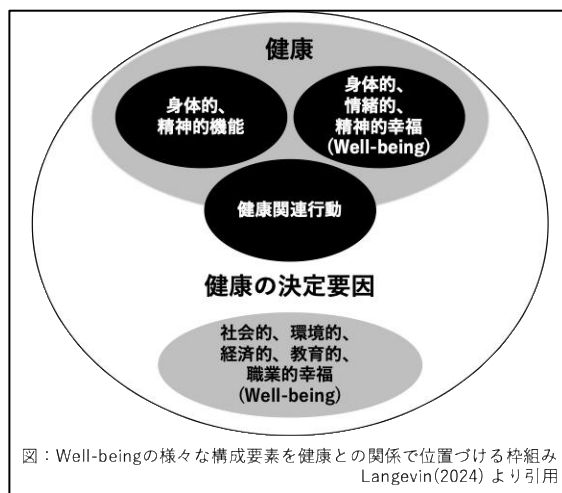 健康
身体的、
精神的機能
身体的、
情緒的、
精神的幸福
(Well-being)
健康関連行動
健康の決定要因
社会的、環境的、
経済的、教育的、
職業的幸福
(Well-being)
図：Well-beingの様々な構成要素を健康との関係で位置づける枠組み
Langevin(2024) より引用